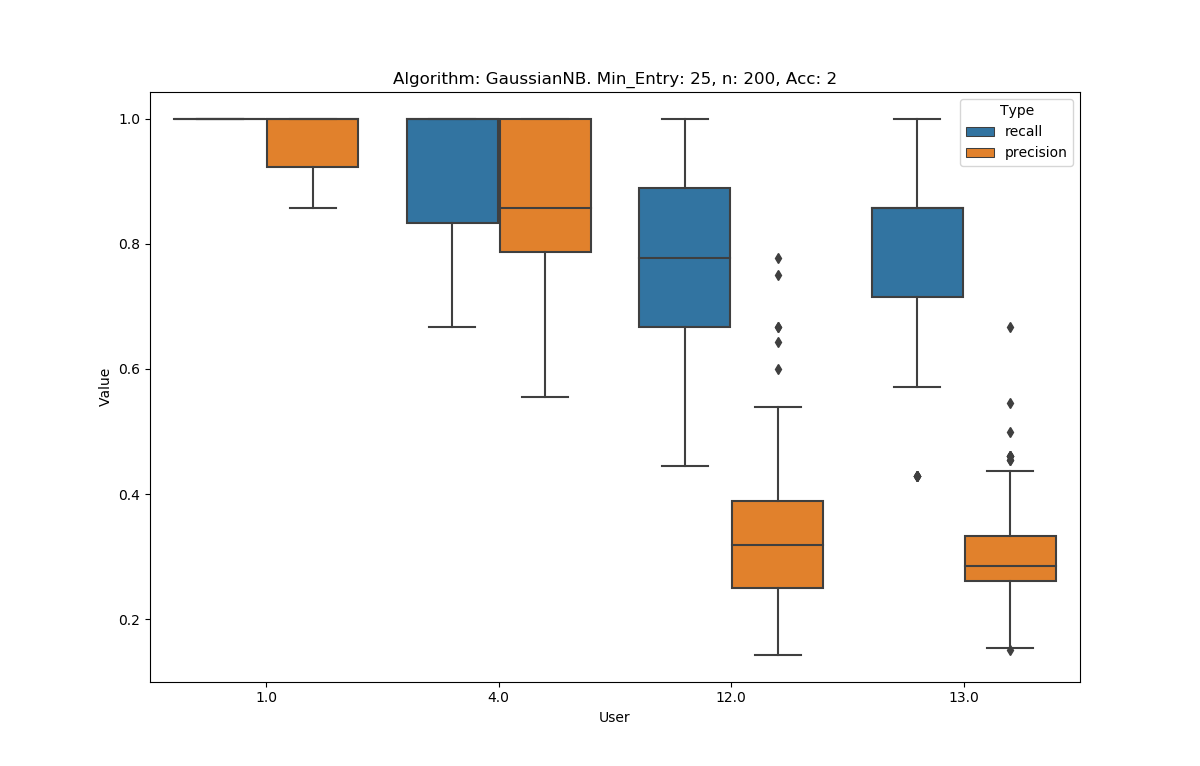 Algorithm: GaussianNB. Min_Entry: 25, n: 200, Acc: 2
Type
recall
precision
1.0
0.8
0.6
0.4
0.2
Value
1.0
4.0
12.0
13.0
User